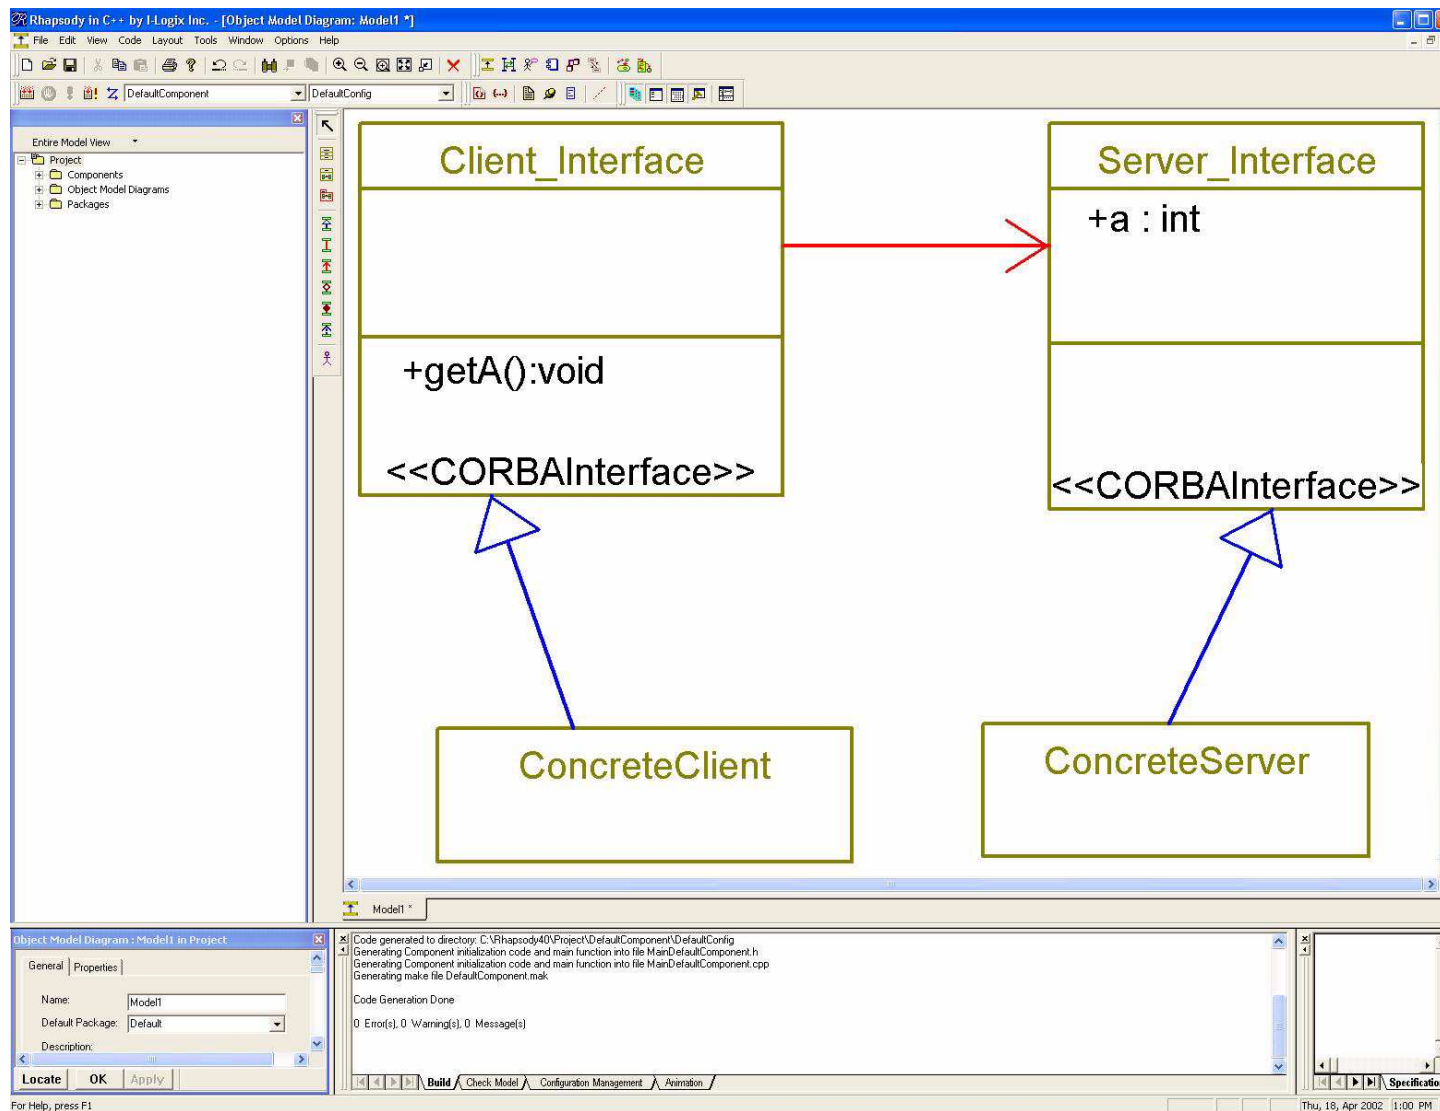 Rhapsody in C++ by I-Logix Inc. - [Object Model Diagram: Model1 *]
File Edit View Code Layout Tools Window Options Help
DefaultComponent DefaultConfig
Entire Model View
Project
Components
Object Model Diagrams
Packages
Client_Interface
+getA():void
<<CORBAInterface>>
Server_Interface
+a : int
<<CORBAInterface>>
ConcreteClient
ConcreteServer
Model1 *
Object Model Diagram : Model1 in Project
General Properties
Name: Model1
Default Package: Default
Description:
Locate OK Apply
Code generated to directory: C:\Rhapsody40\Project\DefaultComponent\DefaultConfig
Generating Component initialization code and main function into file MainDefaultComponent.h
Generating Component initialization code and main function into file MainDefaultComponent.cpp
Generating make file DefaultComponent.mak
Code Generation Done
0 Error(s), 0 Warning(s), 0 Message(s)
Build Check Model Configuration Management Animation
Specificatio
For Help, press F1
Thu, 18, Apr 2002 1:00 PM